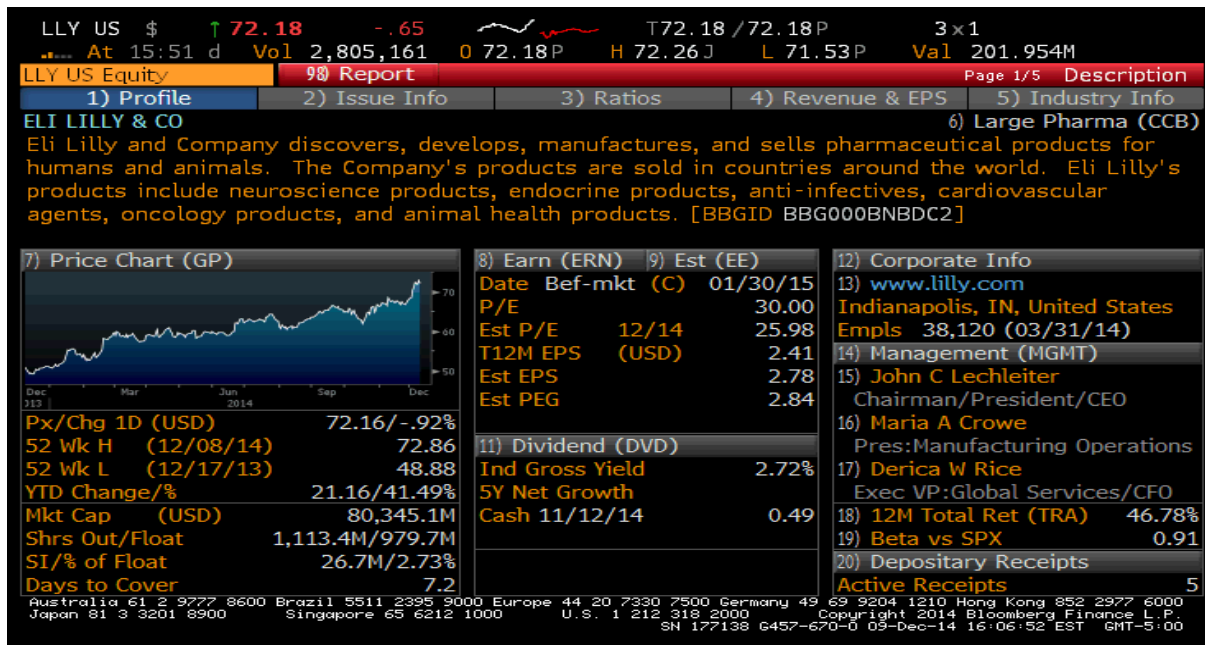 LLY US $ ↑ 72.18 -.65 T72.18/72.18P 3×1
At 15:51 d Vol 2,805,161 O 72.18P H 72.26J L 71.53P Val 201.954M
LLY US Equity 98) Report Page 1/5 Description
1) Profile 2) Issue Info 3) Ratios 4) Revenue & EPS 5) Industry Info
ELI LILLY & CO 6) Large Pharma (CCB)
Eli Lilly and Company discovers, develops, manufactures, and sells pharmaceutical products for
humans and animals. The Company's products are sold in countries around the world. Eli Lilly's
products include neuroscience products, endocrine products, anti-infectives, cardiovascular
agents, oncology products, and animal health products. [BBGID BBG000BNBDC2]
7) Price Chart (GP)
70
60
50
Dec Mar Jun Sep Dec
013 2014
Px/Chg 1D (USD) 72.16/-.92%
52 Wk H (12/08/14) 72.86
52 Wk L (12/17/13) 48.88
YTD Change/% 21.16/41.49%
Mkt Cap (USD) 80,345.1M
Shrs Out/Float 1,113.4M/979.7M
SI/% of Float 26.7M/2.73%
Days to Cover 7.2
8) Earn (ERN) 9) Est (EE)
Date Bef-mkt (C) 01/30/15
P/E 30.00
Est P/E 12/14 25.98
T12M EPS (USD) 2.41
Est EPS 2.78
Est PEG 2.84
11) Dividend (DVD)
Ind Gross Yield 2.72%
5Y Net Growth
Cash 11/12/14 0.49
12) Corporate Info
13) www.lilly.com
Indianapolis, IN, United States
Empls 38,120 (03/31/14)
14) Management (MGMT)
15) John C Lechleiter
Chairman/President/CEO
16) Maria A Crowe
Pres:Manufacturing Operations
17) Derica W Rice
Exec VP:Global Services/CFO
18) 12M Total Ret (TRA) 46.78%
19) Beta vs SPX 0.91
20) Depositary Receipts
Active Receipts 5
Australia 61 2 9777 8600 Brazil 5511 2395 9000 Europe 44 20 7330 7500 Germany 49 69 9204 1210 Hong Kong 852 2977 6000
Japan 81 3 3201 8900 Singapore 65 6212 1000 U.S. 1 212 318 2000 Copyright 2014 Bloomberg Finance L.P.
SN 177138 G457-670-0 09-Dec-14 16:06:52 EST GMT-5:00